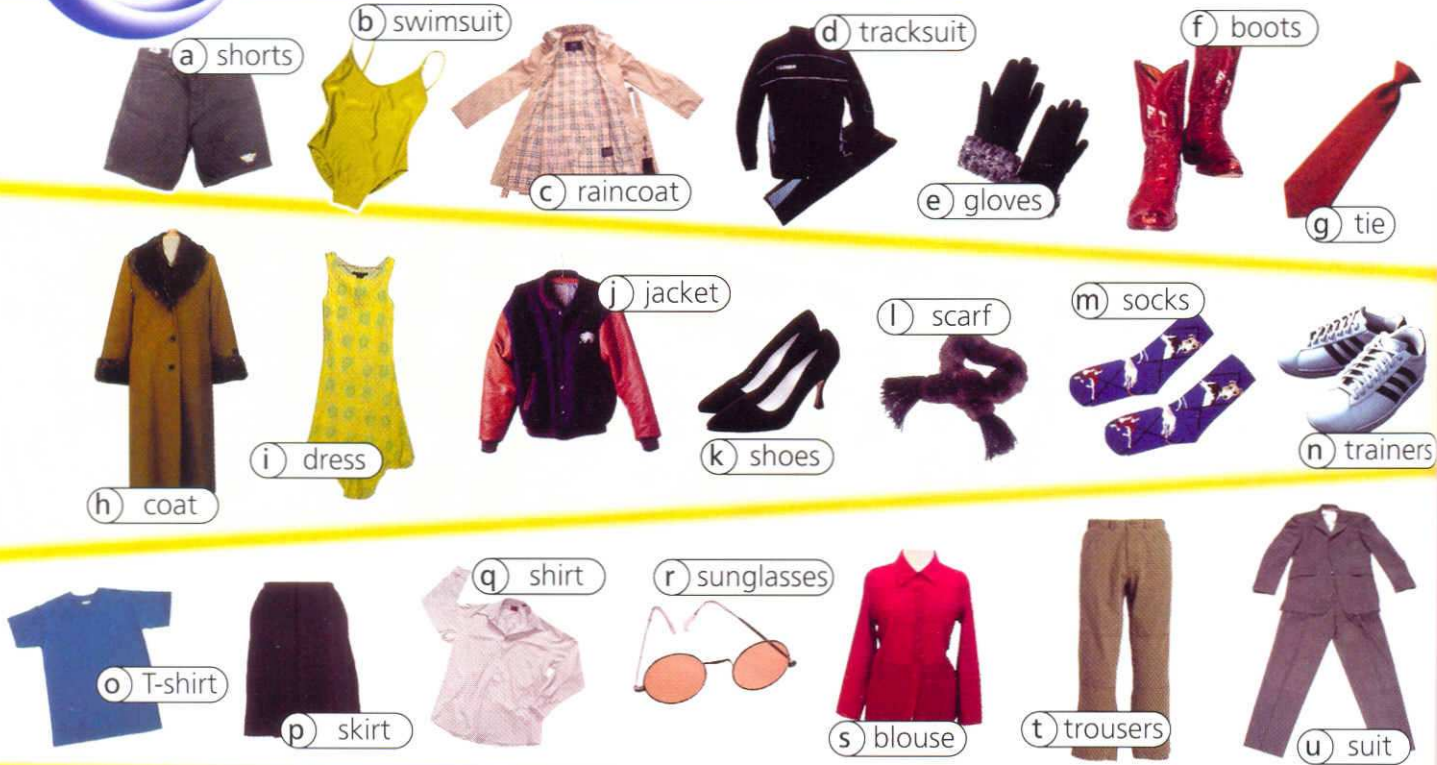 a shorts
b swimsuit
c raincoat
d tracksuit
e gloves
f boots
g tie
h coat
i dress
j jacket
k shoes
l scarf
m socks
n trainers
o T-shirt
p skirt
q shirt
r sunglasses
s blouse
t trousers
u suit